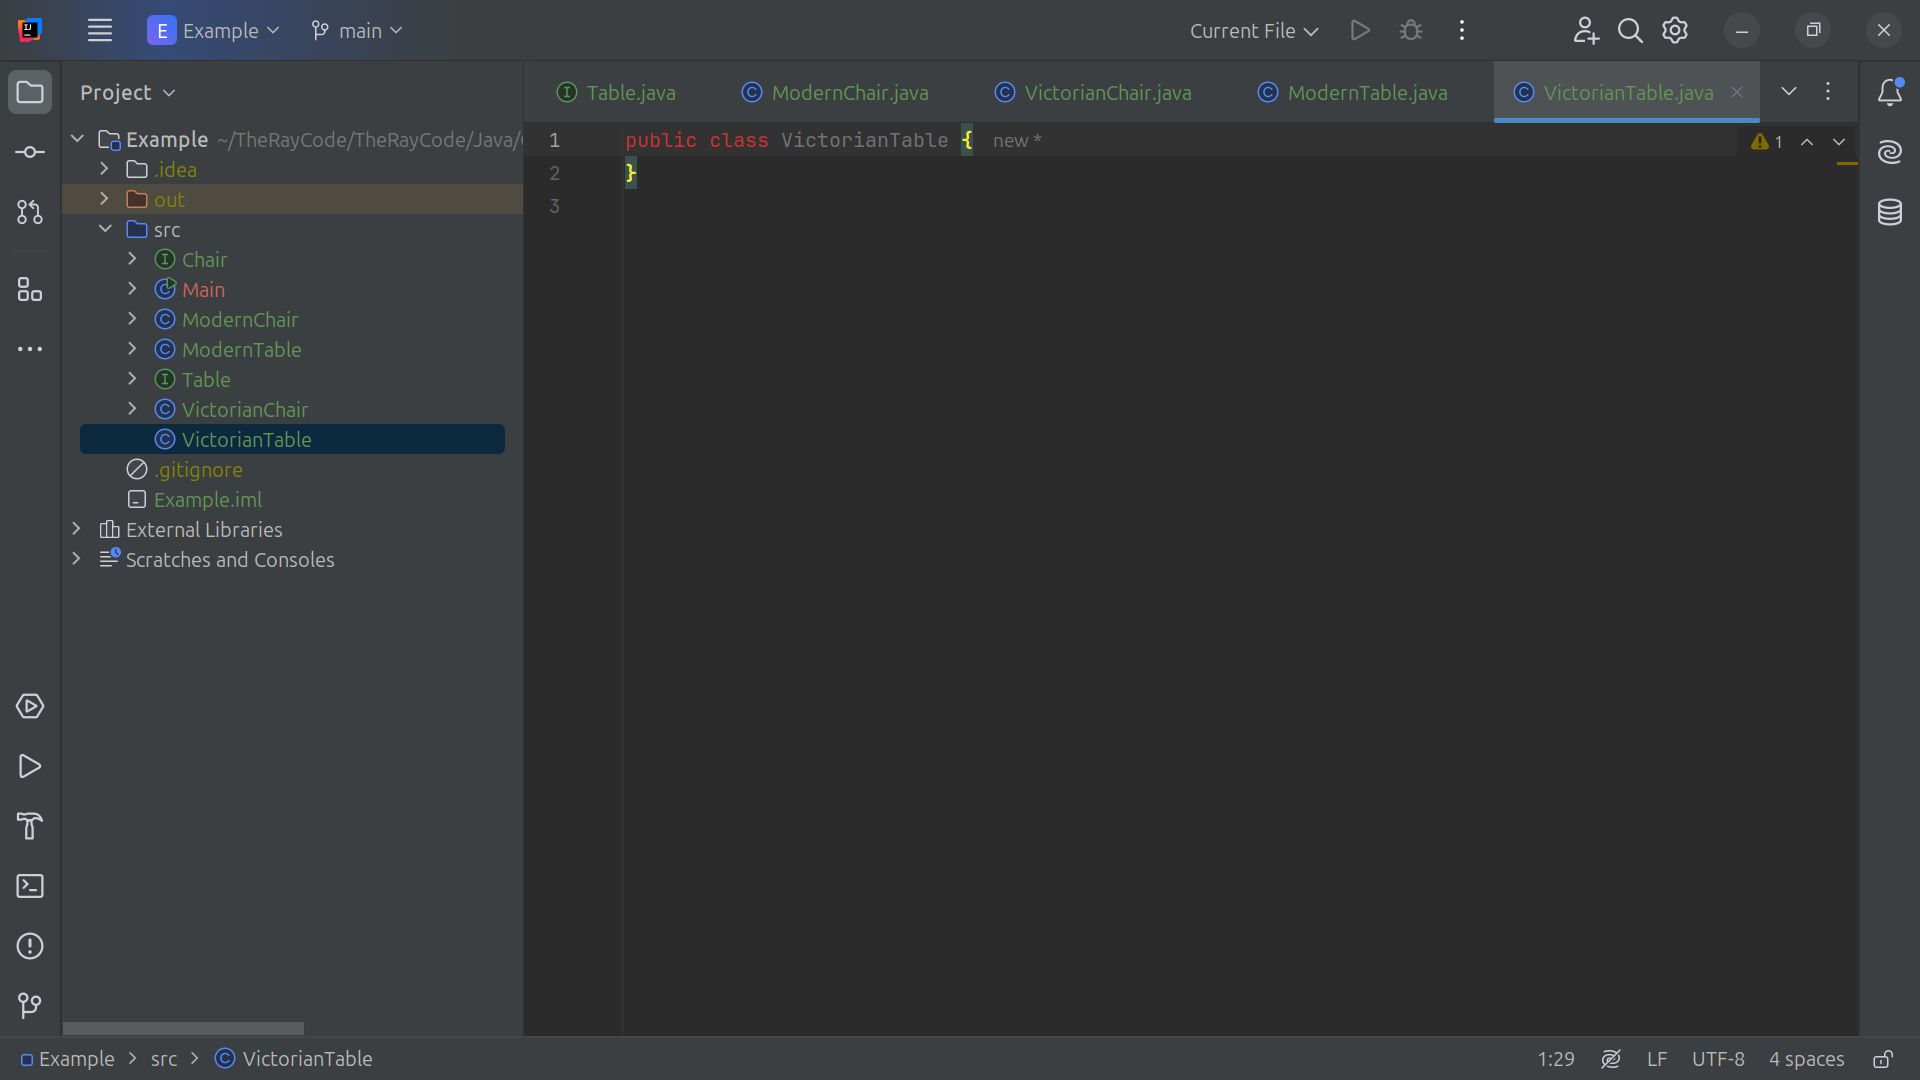 E Example main Current File
Project
Table.java ModernChair.java VictorianChair.java ModernTable.java VictorianTable.java
Example ~/TheRayCode/TheRayCode/Java/
.idea
out
src
Chair
Main
ModernChair
ModernTable
Table
VictorianChair
VictorianTable
.gitignore
Example.iml
External Libraries
Scratches and Consoles
1 public class VictorianTable { new *
2 }
3
1
Example src VictorianTable
1:29 LF UTF-8 4 spaces